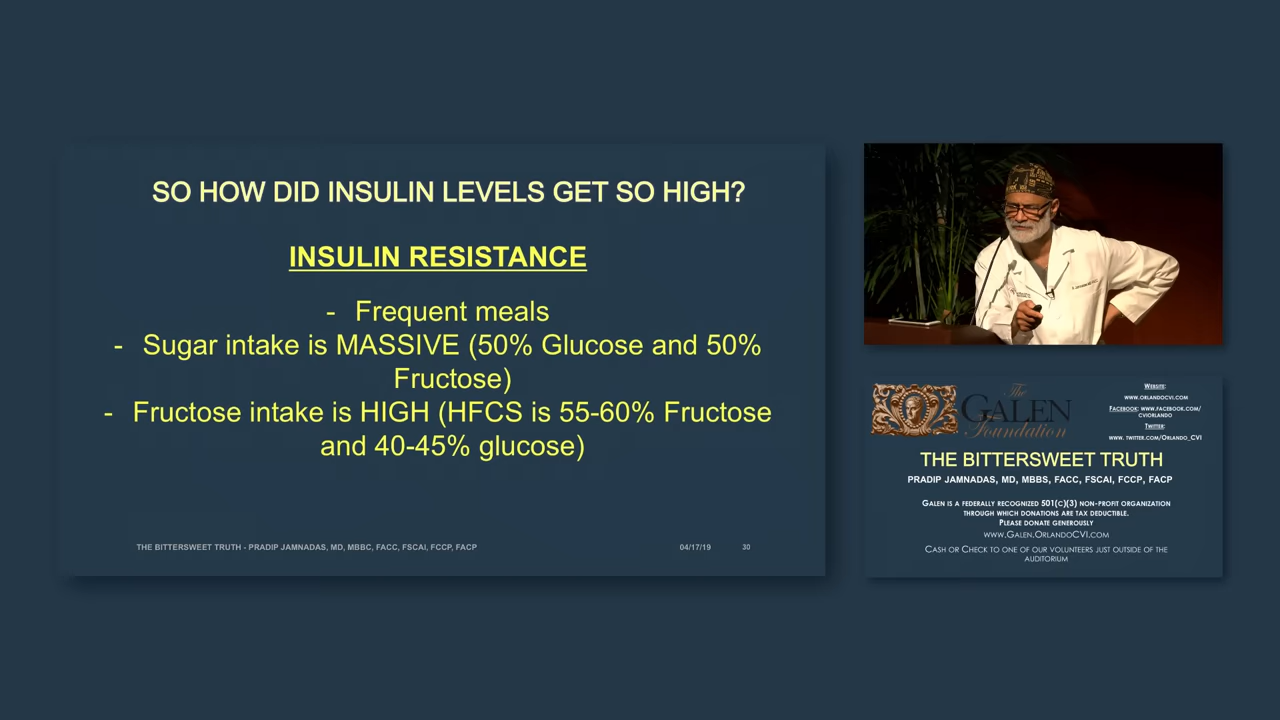 SO HOW DID INSULIN LEVELS GET SO HIGH?
INSULIN RESISTANCE
- Frequent meals
- Sugar intake is MASSIVE (50% Glucose and 50%
Fructose)
- Fructose intake is HIGH (HFCS is 55-60% Fructose
and 40-45% glucose)
THE BITTERSWEET TRUTH - PRADIP JAMNADAS, MD, MBBC, FACC, FSCAI, FCCP, FACP 04/17/19 30
The
GALEN
Foundation
WEBSITE:
WWW.ORLANDOCVI.COM
FACEBOOK: WWW.FACEBOOK.COM/
CVIORLANDO
TWITTER:
WWW. TWITTER.COM/ORLANDO_CVI
THE BITTERSWEET TRUTH
PRADIP JAMNADAS, MD, MBBS, FACC, FSCAI, FCCP, FACP
GALEN IS A FEDERALLY RECOGNIZED 501(C)(3) NON-PROFIT ORGANIZATION
THROUGH WHICH DONATIONS ARE TAX DEDUCTIBLE.
PLEASE DONATE GENEROUSLY
WWW.GALEN.ORLANDOCVI.COM
CASH OR CHECK TO ONE OF OUR VOLUNTEERS JUST OUTSIDE OF THE
AUDITORIUM